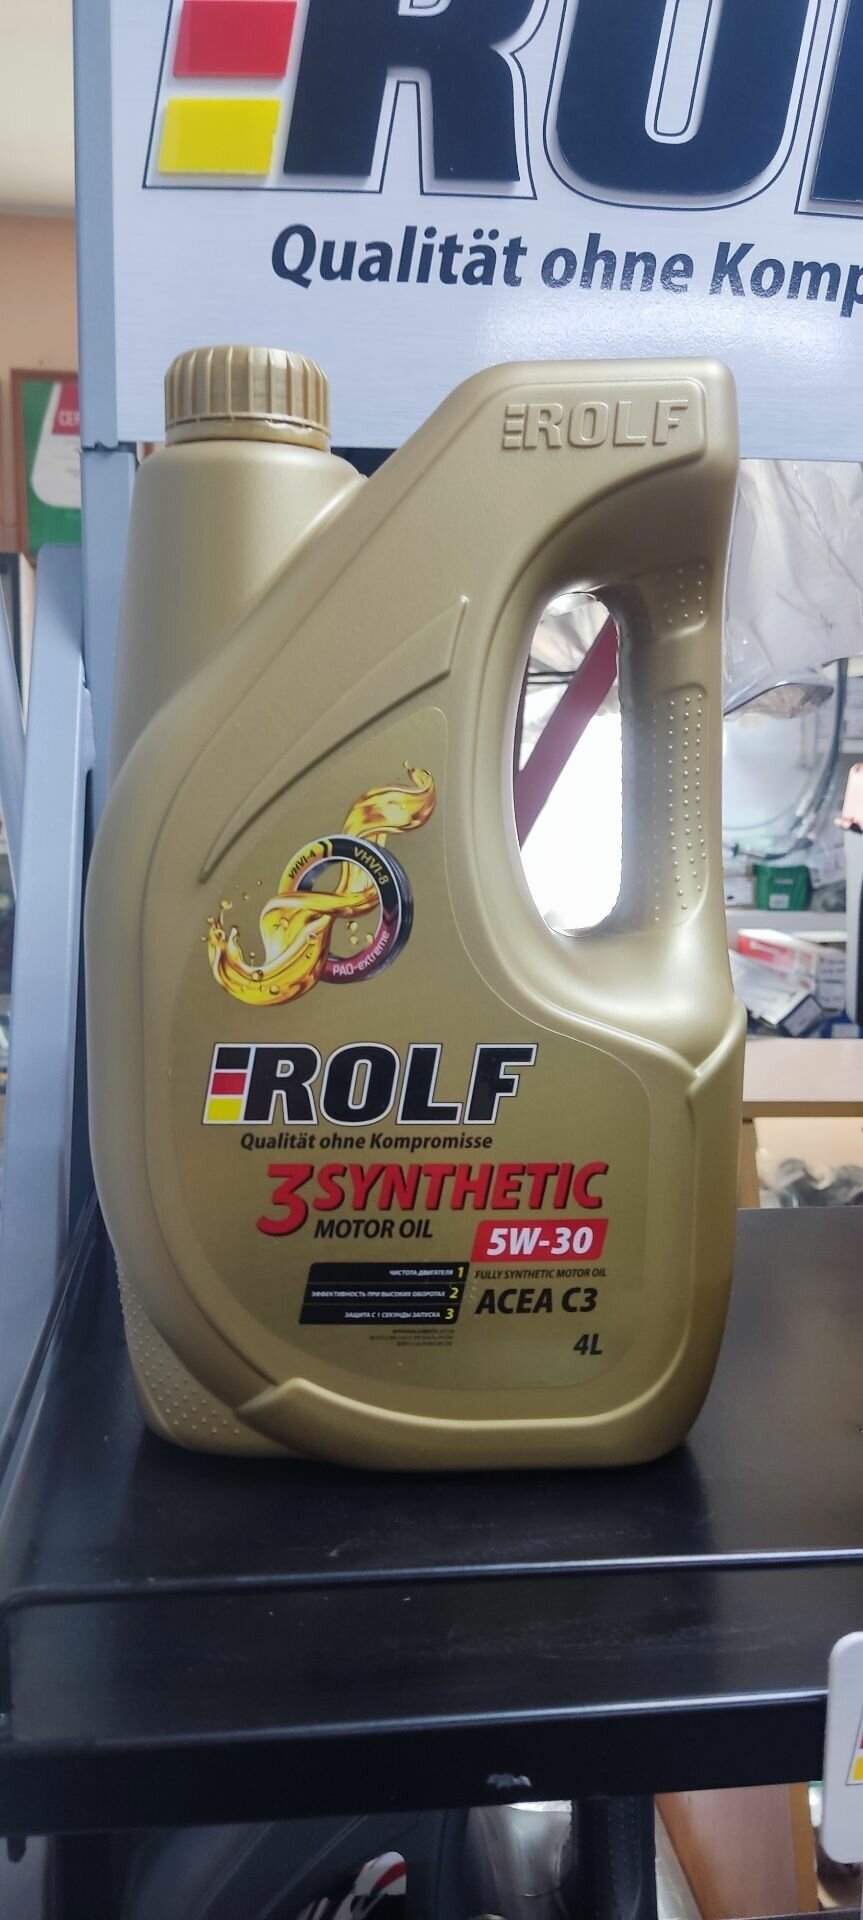 ROLF
Qualität ohne Komp
CER
ROLF
VHVI-4
VHVI-8
PAO-extreme
ROLF
Qualität ohne Kompromisse
3SYNTHETIC
MOTOR OIL
5W-30
ЧИСТОТА ДВИГАТЕЛЯ 1
FULLY SYNTHETIC MOTOR OIL
ЭФФЕКТИВНОСТЬ ПРИ ВЫСОКИХ ОБОРОТАХ 2
ACEA C3
ЗАЩИТА С 1 СЕКУНДЫ ЗАПУСКА 3
4L